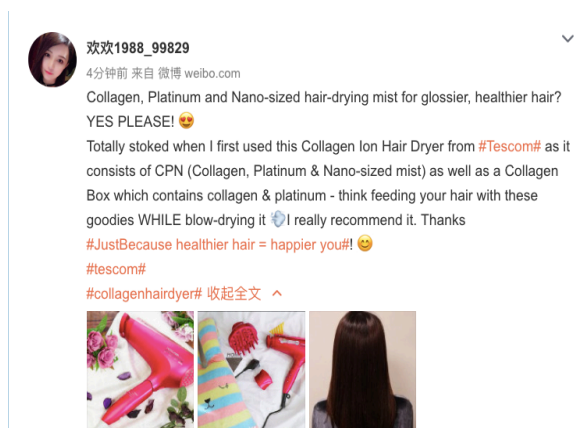 欢欢1988_99829
4分钟前 来自 微博 weibo.com
Collagen, Platinum and Nano-sized hair-drying mist for glossier, healthier hair?
YES PLEASE! 😍
Totally stoked when I first used this Collagen Ion Hair Dryer from #Tescom# as it
consists of CPN (Collagen, Platinum & Nano-sized mist) as well as a Collagen
Box which contains collagen & platinum - think feeding your hair with these
goodies WHILE blow-drying it 💨I really recommend it. Thanks
#JustBecause healthier hair = happier you#! 😊
#tescom#
#collagenhairdyer# 收起全文